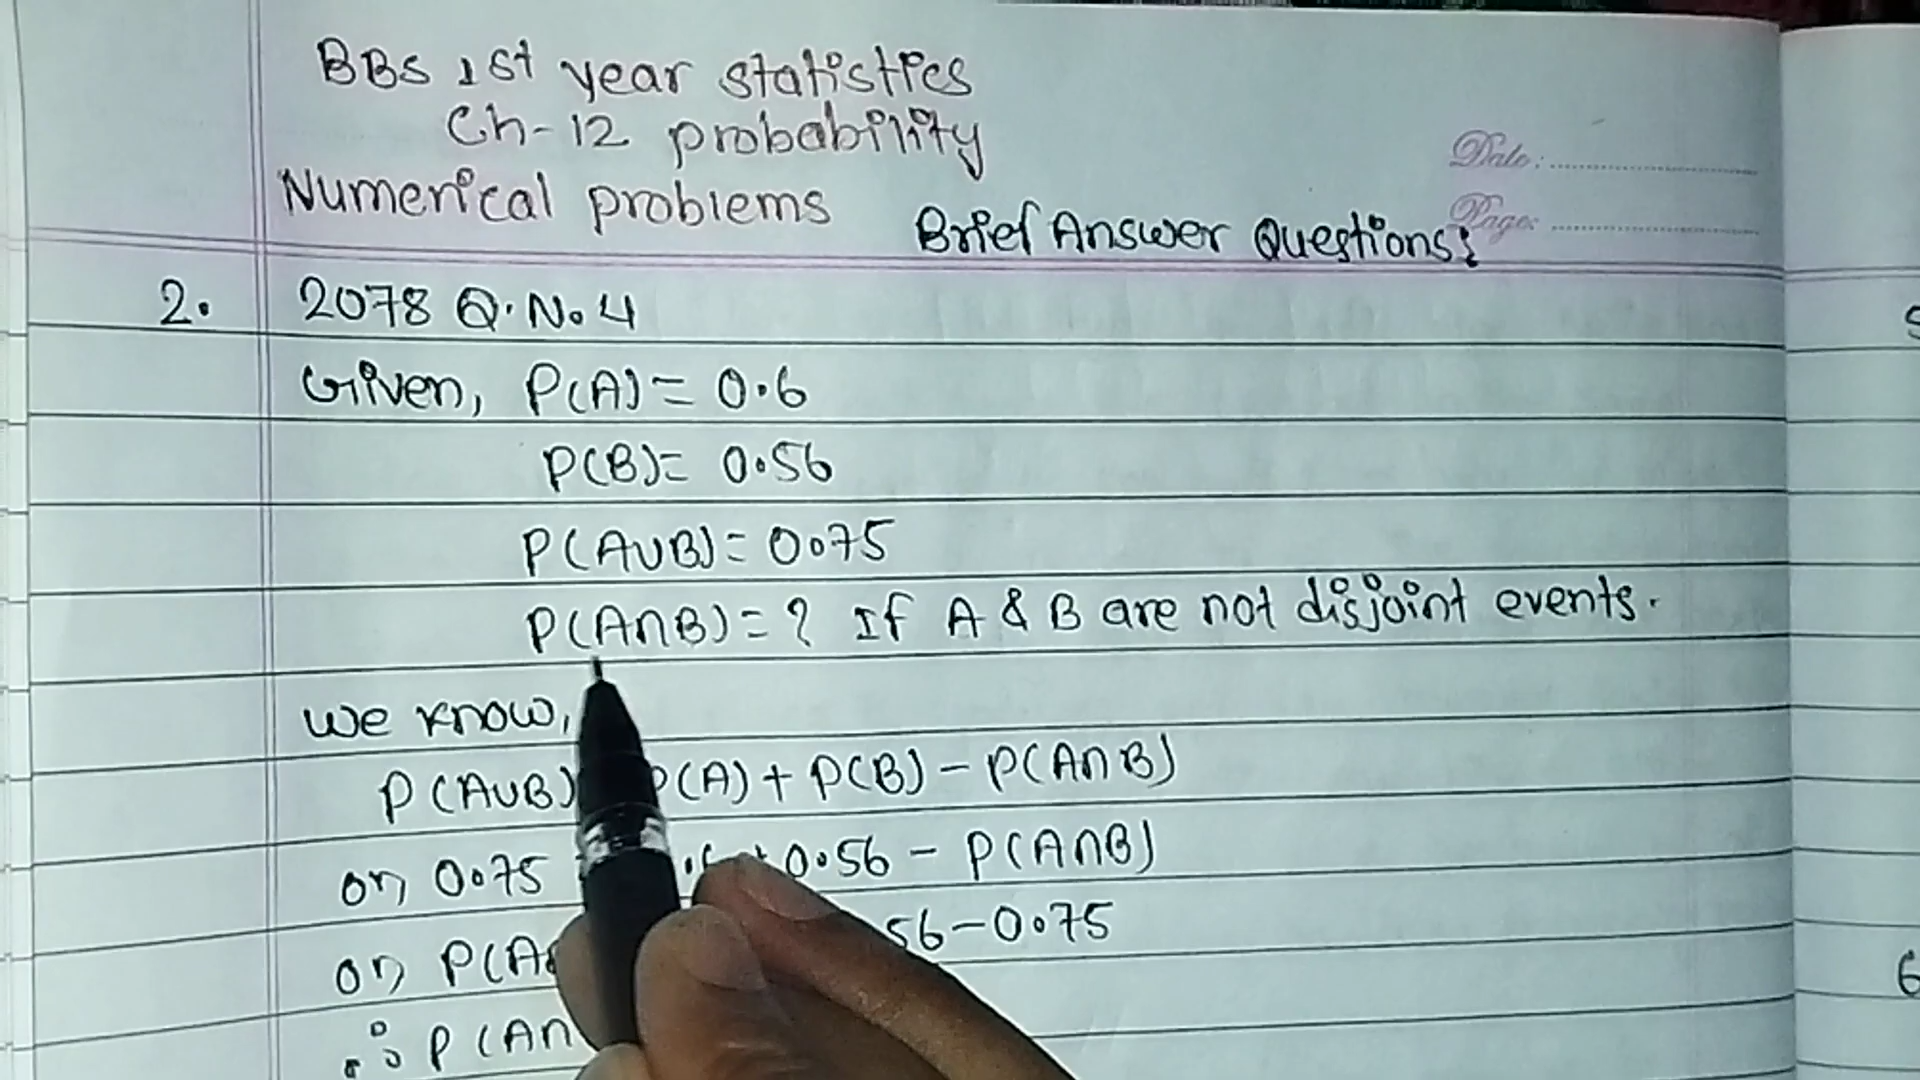 BBS 1st year statistics
Ch-12 probability
Numerical problems
Date:
Page:
Brief Answer Questions:
2. 2078 Q.No 4
Given, P(A) = 0.6
P(B) = 0.56
P(A∪B) = 0.75
P(A∩B) = ? If A & B are not disjoint events.
we know,
P(A∪B) P(A) + P(B) - P(A∩B)
or, 0.75 .6 + 0.56 - P(A∩B)
or, P(A 56-0.75
∴ P(A∩
6